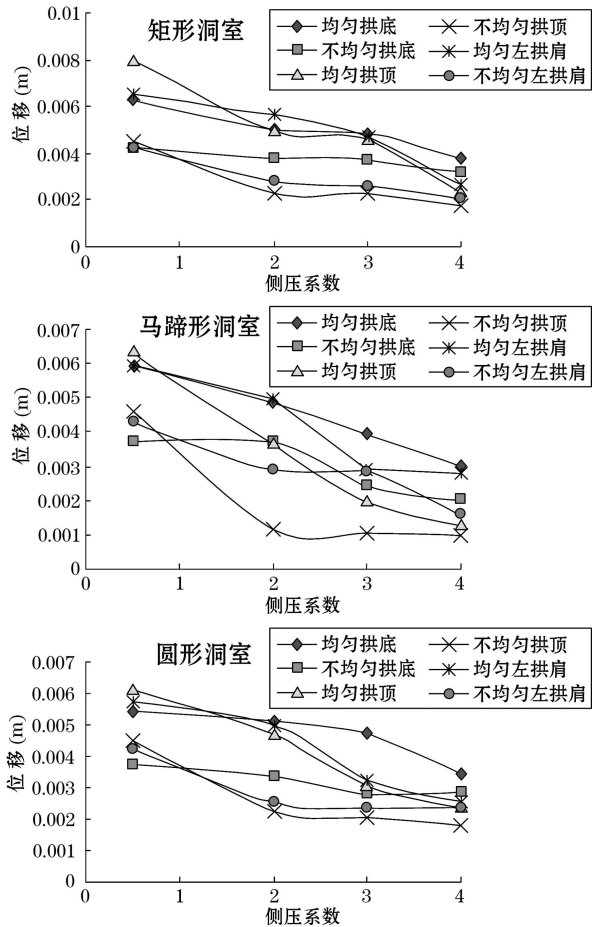 矩形洞室
均匀拱底 不均匀拱顶
不均匀拱底 均匀左拱肩
均匀拱顶 不均匀左拱肩
位移(m)
0.01
0.008
0.006
0.004
0.002
0
0 1 2 3 4
侧压系数
马蹄形洞室
均匀拱底 不均匀拱顶
不均匀拱底 均匀左拱肩
均匀拱顶 不均匀左拱肩
位移(m)
0.007
0.006
0.005
0.004
0.003
0.002
0.001
0
0 1 2 3 4
侧压系数
圆形洞室
均匀拱底 不均匀拱顶
不均匀拱底 均匀左拱肩
均匀拱顶 不均匀左拱肩
位移(m)
0.007
0.006
0.005
0.004
0.003
0.002
0.001
0
0 1 2 3 4
侧压系数